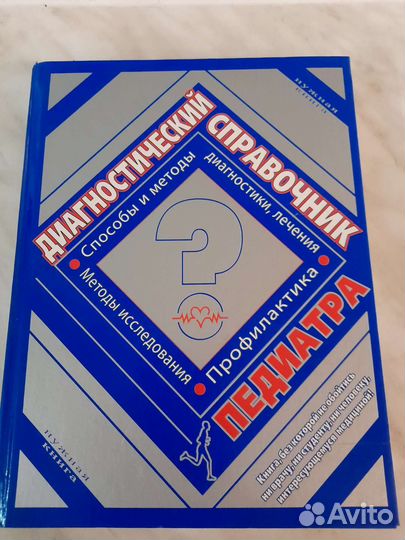 нужная
книга
ДИАГНОСТИЧЕСКИЙ
СПРАВОЧНИК
Способы и методы
диагностики, лечения
?
Методы исследования
Профилактика
ПЕДИАТРА
нужная
книга
Книга, без которой не обойтись
ни врачу, ни студенту, ни человеку,
интересующемуся медициной!
Avito